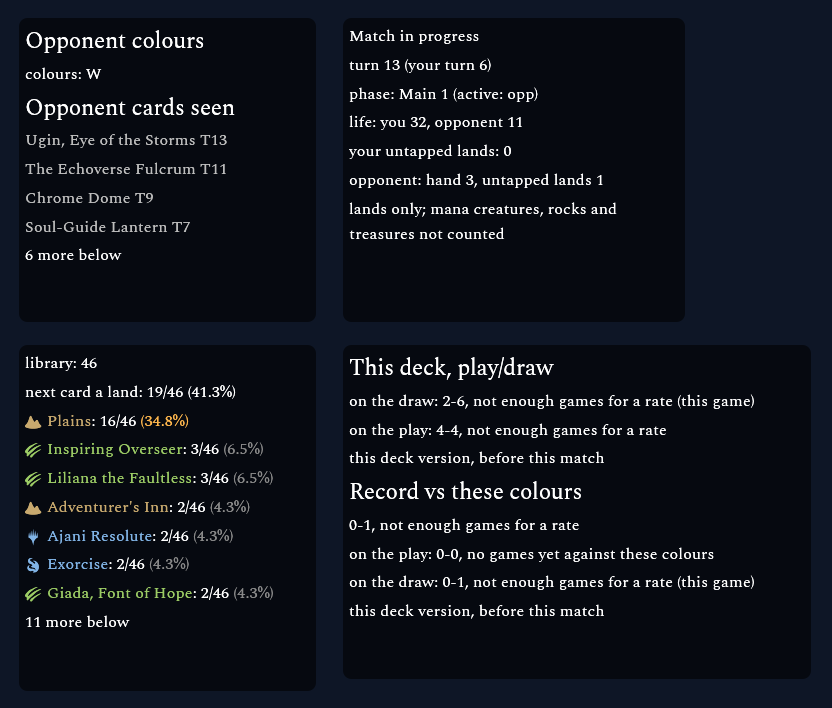 Opponent colours
colours: W
Opponent cards seen
Ugin, Eye of the Storms T13
The Echoverse Fulcrum T11
Chrome Dome T9
Soul-Guide Lantern T7
6 more below
Match in progress
turn 13 (your turn 6)
phase: Main 1 (active: opp)
life: you 32, opponent 11
your untapped lands: 0
opponent: hand 3, untapped lands 1
lands only; mana creatures, rocks and
treasures not counted
library: 46
next card a land: 19/46 (41.3%)
Plains: 16/46 (34.8%)
Inspiring Overseer: 3/46 (6.5%)
Liliana the Faultless: 3/46 (6.5%)
Adventurer's Inn: 2/46 (4.3%)
Ajani Resolute: 2/46 (4.3%)
Exorcise: 2/46 (4.3%)
Giada, Font of Hope: 2/46 (4.3%)
11 more below
This deck, play/draw
on the draw: 2-6, not enough games for a rate (this game)
on the play: 4-4, not enough games for a rate
this deck version, before this match
Record vs these colours
0-1, not enough games for a rate
on the play: 0-0, no games yet against these colours
on the draw: 0-1, not enough games for a rate (this game)
this deck version, before this match